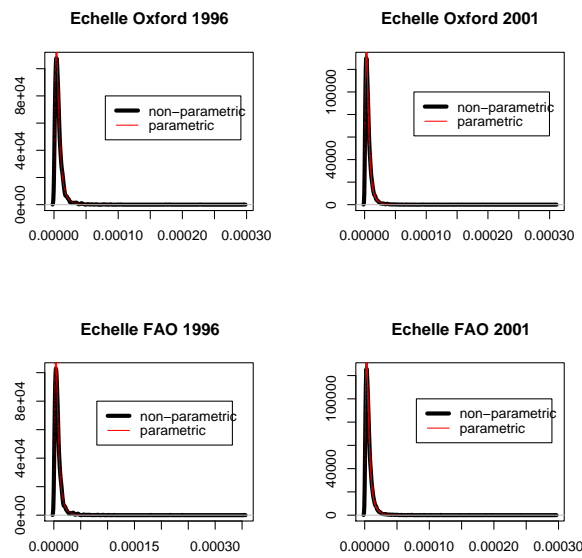 Echelle Oxford 1996
8e+04
4e+04
0e+00
non-parametric
parametric
0.00000 0.00010 0.00020 0.00030
Echelle Oxford 2001
100000
40000
0
non-parametric
parametric
0.00000 0.00010 0.00020 0.00030
Echelle FAO 1996
8e+04
4e+04
0e+00
non-parametric
parametric
0.00000 0.00015 0.00030
Echelle FAO 2001
100000
40000
0
non-parametric
parametric
0.00000 0.00010 0.00020 0.00030